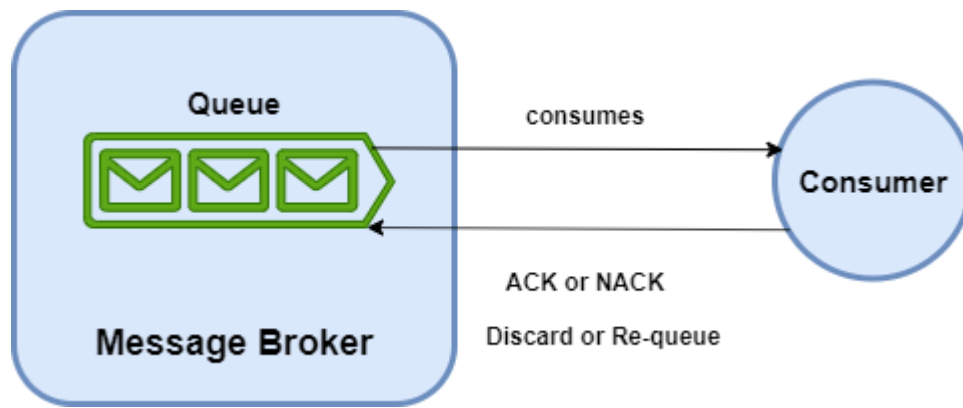 Queue
consumes
Consumer
ACK or NACK
Discard or Re-queue
Message Broker